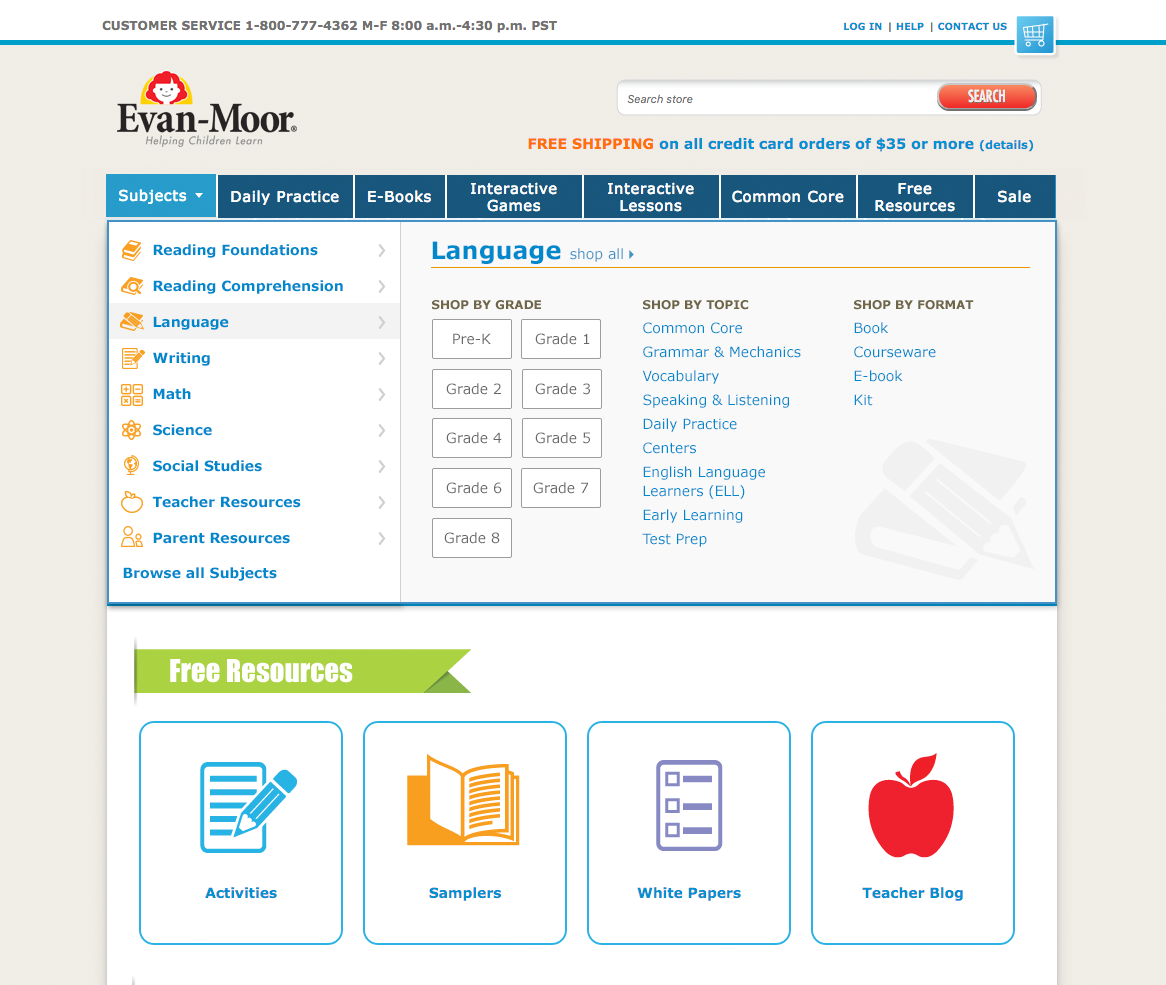 CUSTOMER SERVICE 1-800-777-4362 M-F 8:00 a.m.-4:30 p.m. PST
LOG IN | HELP | CONTACT US
Evan-Moor®
Helping Children Learn
Search store
SEARCH
FREE SHIPPING on all credit card orders of $35 or more (details)
Subjects
Daily Practice
E-Books
Interactive
Games
Interactive
Lessons
Common Core
Free
Resources
Sale
Reading Foundations
Reading Comprehension
Language
Writing
Math
Science
Social Studies
Teacher Resources
Parent Resources
Browse all Subjects
Language shop all
SHOP BY GRADE
Pre-K
Grade 1
Grade 2
Grade 3
Grade 4
Grade 5
Grade 6
Grade 7
Grade 8
SHOP BY TOPIC
Common Core
Grammar & Mechanics
Vocabulary
Speaking & Listening
Daily Practice
Centers
English Language
Learners (ELL)
Early Learning
Test Prep
SHOP BY FORMAT
Book
Courseware
E-book
Kit
Free Resources
Activities
Samplers
White Papers
Teacher Blog